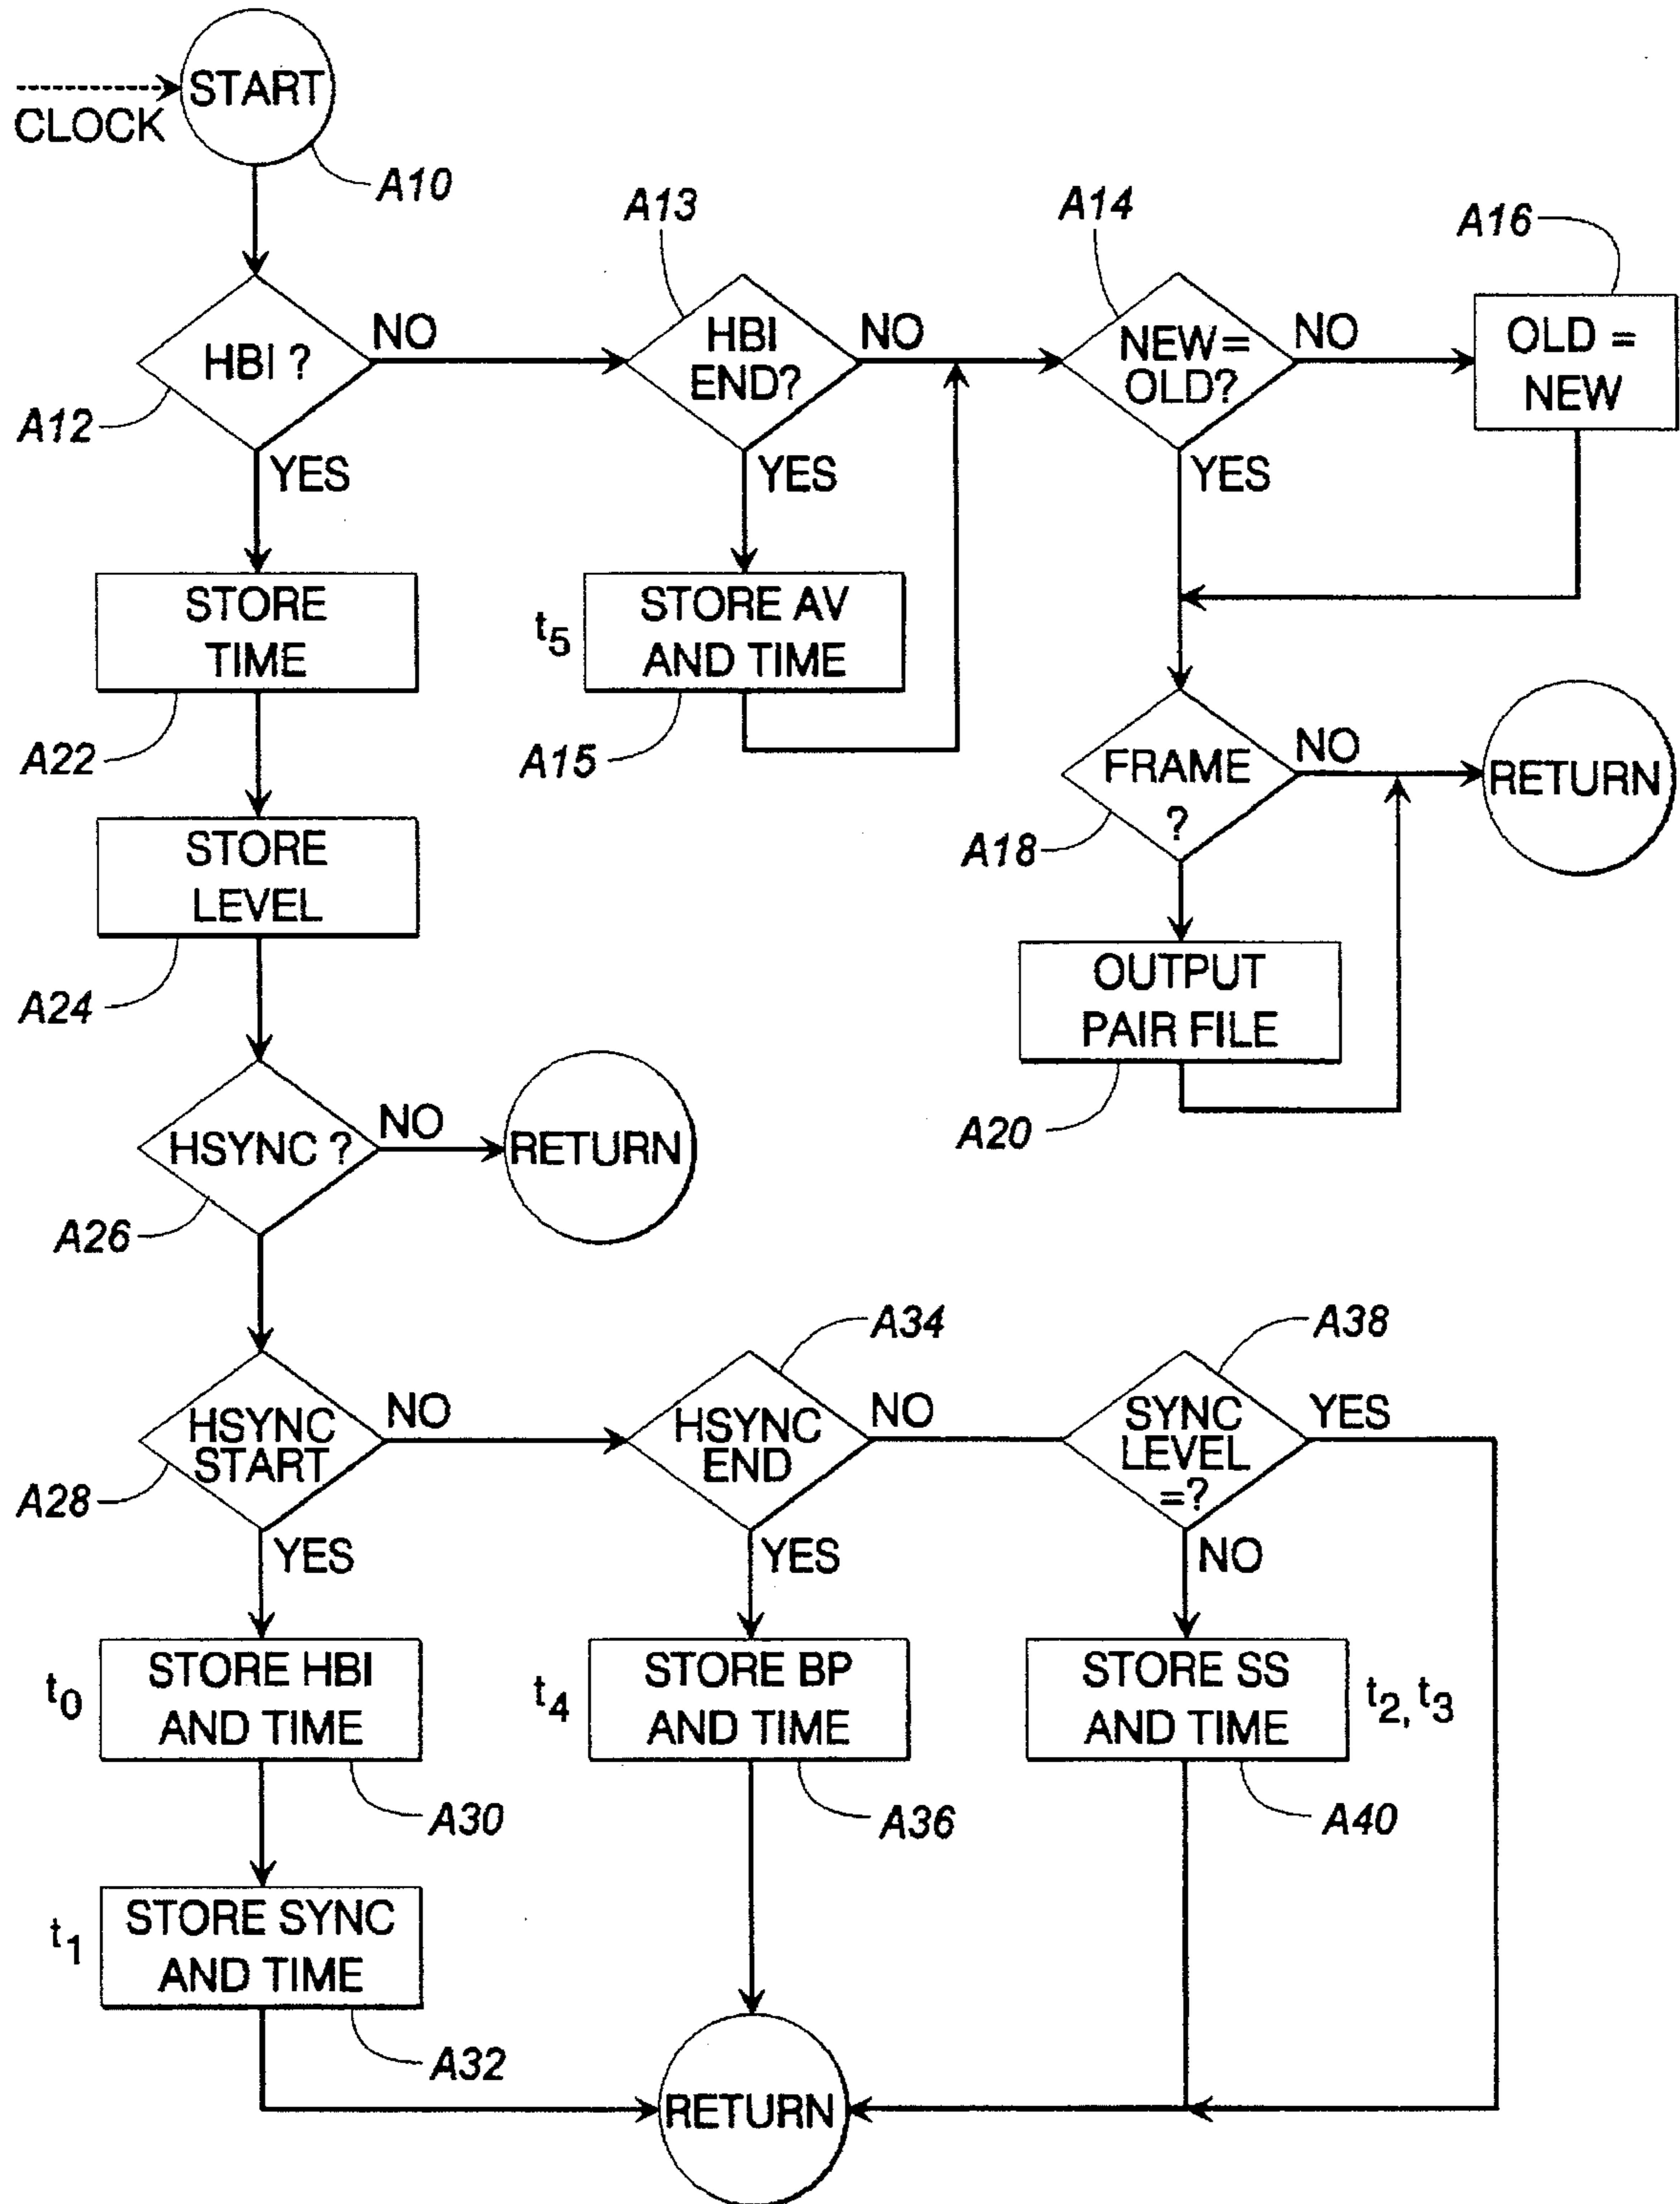 START
CLOCK
A10
A13
A14
A16
HBI ?
NO
HBI
END?
NO
NEW=
OLD?
NO
OLD =
NEW
A12
YES
YES
YES
STORE
TIME
t5
STORE AV
AND TIME
A22
A15
FRAME
?
NO
RETURN
A18
STORE
LEVEL
A24
OUTPUT
PAIR FILE
A20
HSYNC ?
NO
RETURN
A26
A34
A38
HSYNC
START
NO
HSYNC
END
NO
SYNC
LEVEL
=?
YES
A28
YES
YES
NO
t0
STORE HBI
AND TIME
t4
STORE BP
AND TIME
STORE SS
AND TIME
t2, t3
A30
A36
A40
t1
STORE SYNC
AND TIME
A32
RETURN